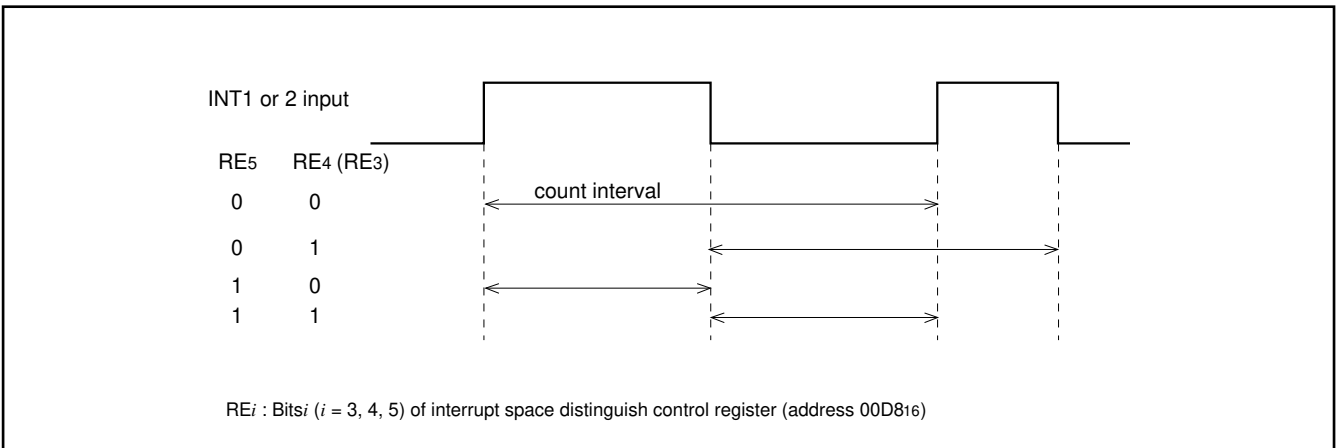 INT1 or 2 input
RE5 RE4 (RE3)
0 0 count interval
0 1
1 0
1 1
REi : Bitsi (i = 3, 4, 5) of interrupt space distinguish control register (address 00D816)